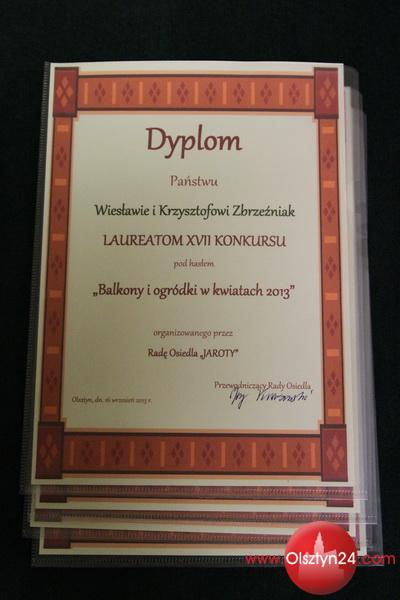 Dyplom
Państwu
Wiesławie i Krzysztofowi Zbrzeźniak
LAUREATOM XVII KONKURSU
pod hasłem
„Balkony i ogródki w kwiatach 2013”
organizowanego przez
Radę Osiedla „JAROTY”
Przewodniczący Rady Osiedla
Olsztyn, dn. 16 wrzesień 2013 r.
www.Olsztyn24.com